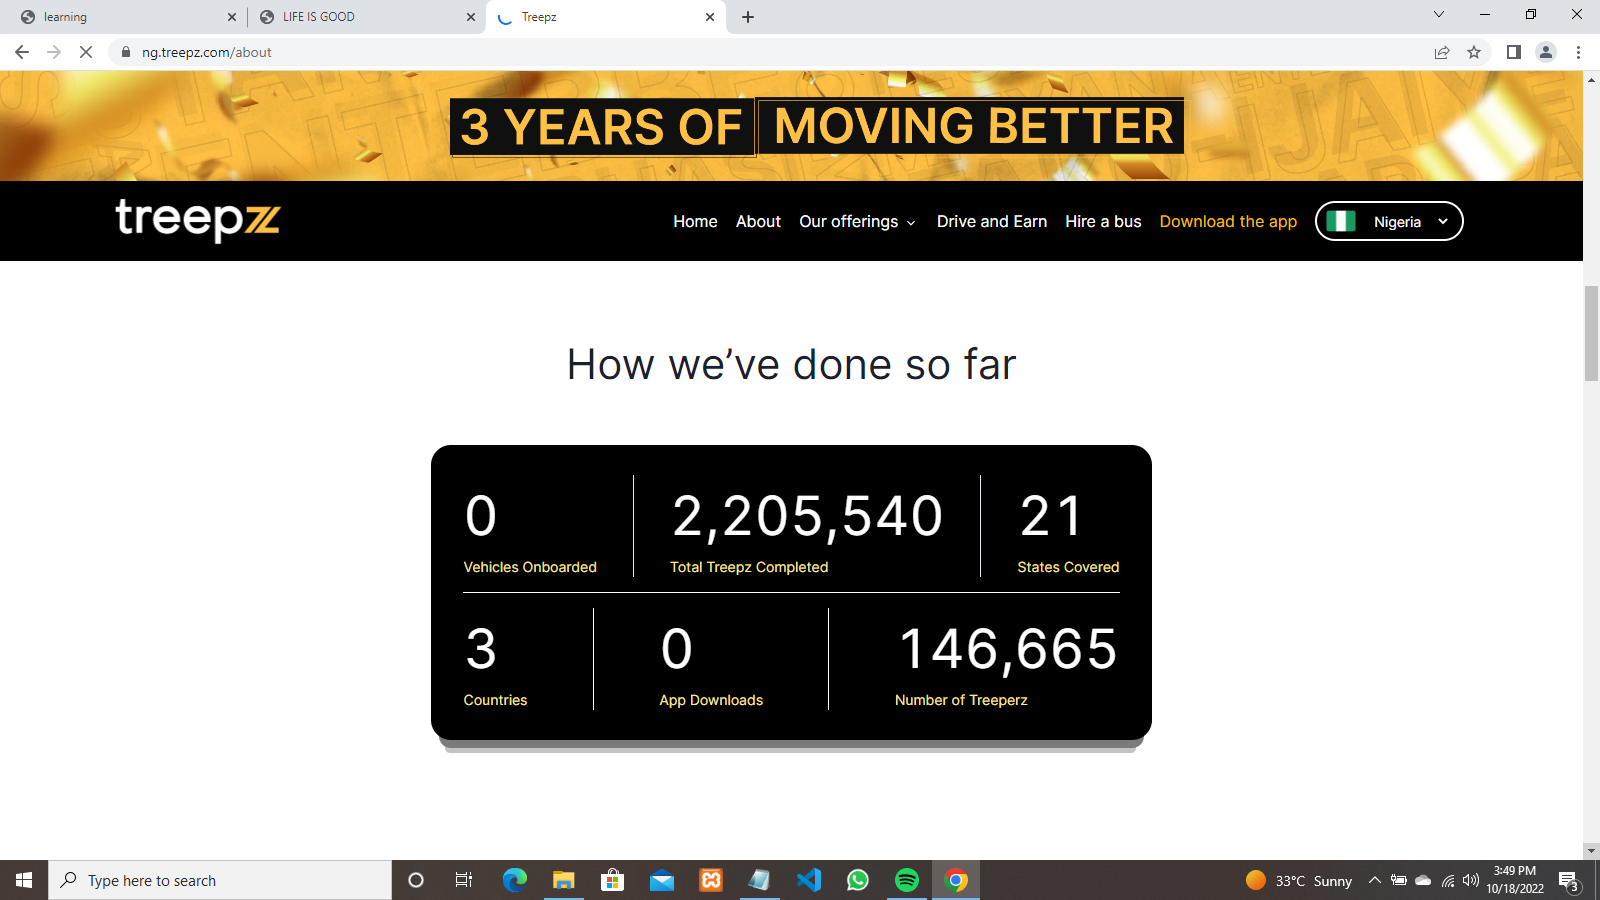 learning
LIFE IS GOOD
Treepz
ng.treepz.com/about
3 YEARS OF MOVING BETTER
treepz
Home About Our offerings Drive and Earn Hire a bus Download the app Nigeria
How we’ve done so far
0 2,205,540 21
Vehicles Onboarded Total Treepz Completed States Covered
3 0 146,665
Countries App Downloads Number of Treeperz
Type here to search
33°C Sunny
3:49 PM
10/18/2022
3